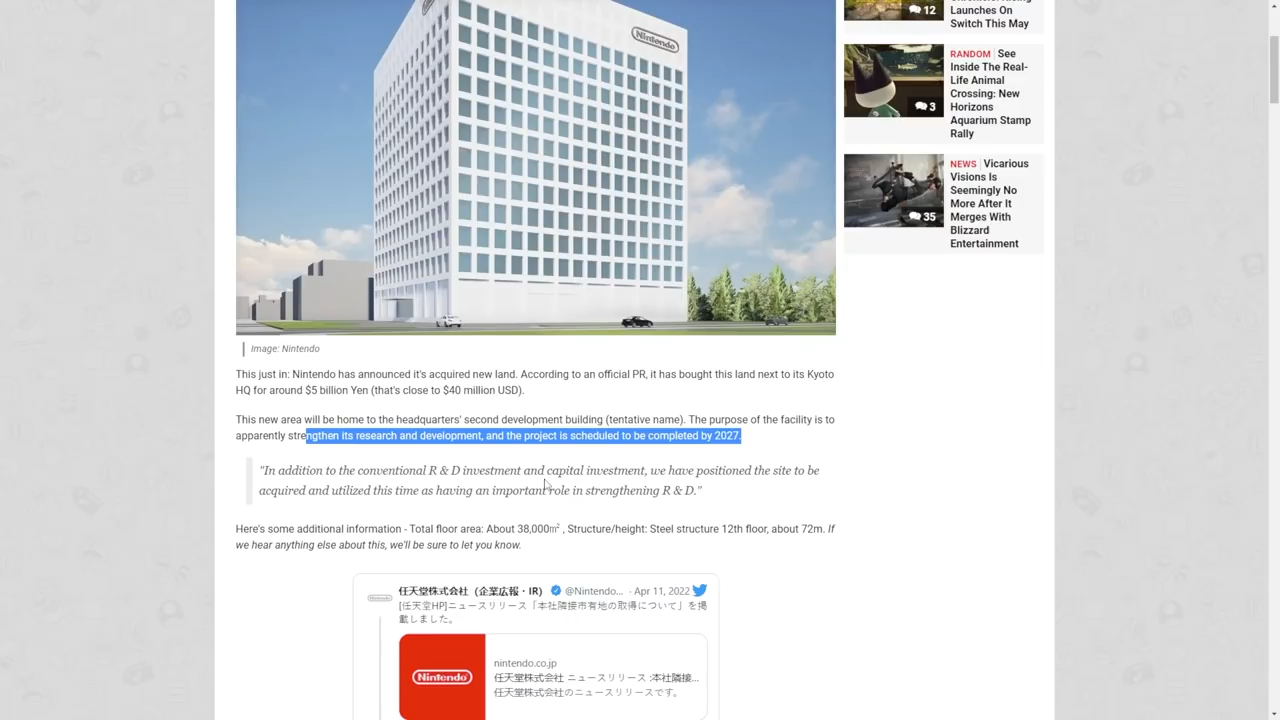 Nintendo
Image: Nintendo
This just in: Nintendo has announced it's acquired new land. According to an official PR, it has bought this land next to its Kyoto
HQ for around $5 billion Yen (that's close to $40 million USD).
This new area will be home to the headquarters' second development building (tentative name). The purpose of the facility is to
apparently strengthen its research and development, and the project is scheduled to be completed by 2027.
"In addition to the conventional R & D investment and capital investment, we have positioned the site to be
acquired and utilized this time as having an important role in strengthening R & D."
Here's some additional information - Total floor area: About 38,000㎡ , Structure/height: Steel structure 12th floor, about 72m. If
we hear anything else about this, we'll be sure to let you know.
Nintendo
任天堂株式会社（企業広報・IR） @Nintendo... · Apr 11, 2022
[任天堂HP]ニュースリリース「本社隣接市有地の取得について」を掲
載しました。
Nintendo
nintendo.co.jp
任天堂株式会社 ニュースリリース :本社隣接...
任天堂株式会社のニュースリリースです。
12
Launches On
Switch This May
3
RANDOM See
Inside The Real-
Life Animal
Crossing: New
Horizons
Aquarium Stamp
Rally
35
NEWS Vicarious
Visions Is
Seemingly No
More After It
Merges With
Blizzard
Entertainment